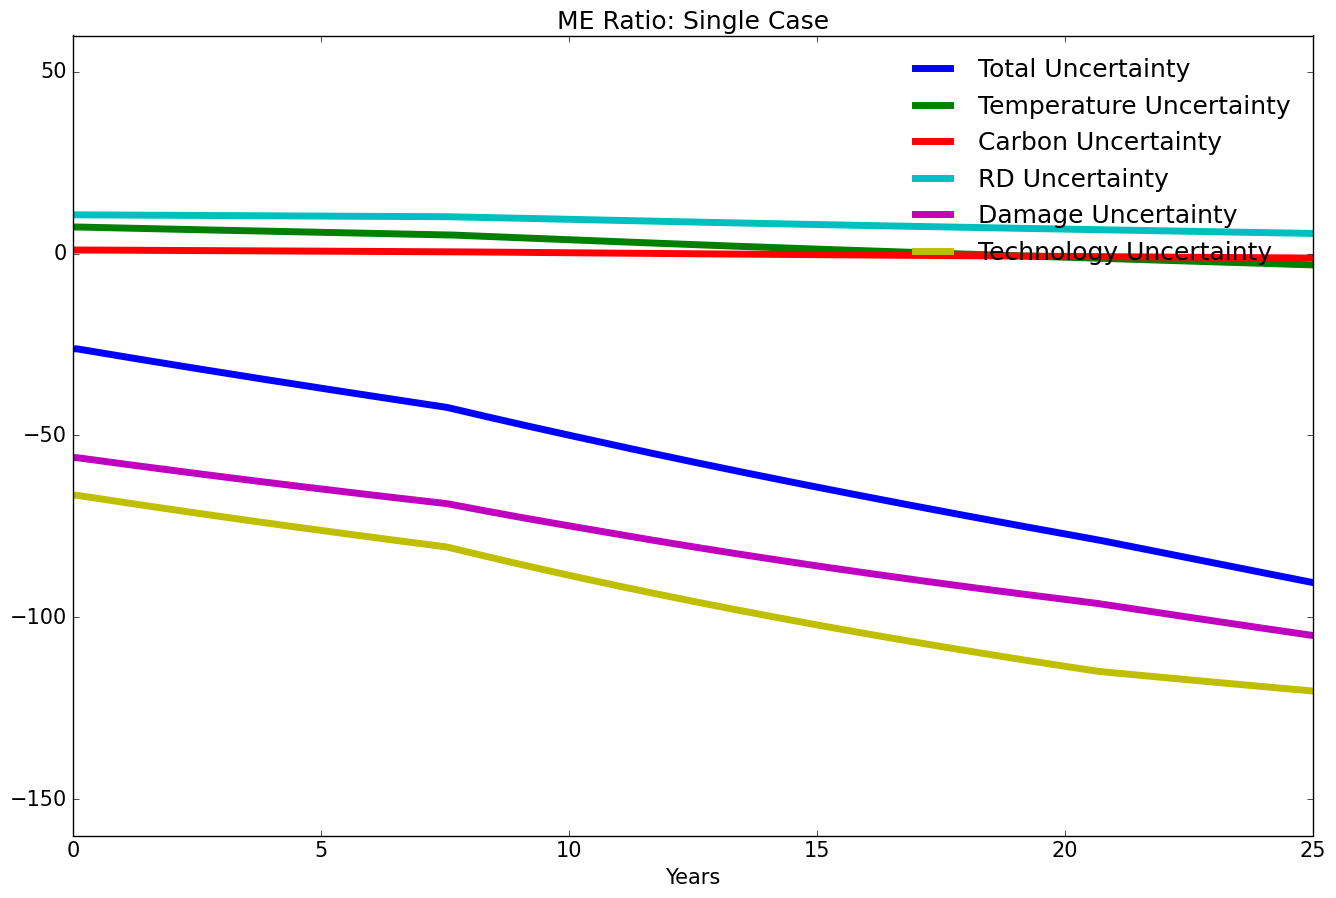 ME Ratio: Single Case
50
Total Uncertainty
Temperature Uncertainty
Carbon Uncertainty
RD Uncertainty
Damage Uncertainty
0
Technology Uncertainty
−50
−100
−150
0 5 10 15 20 25
Years